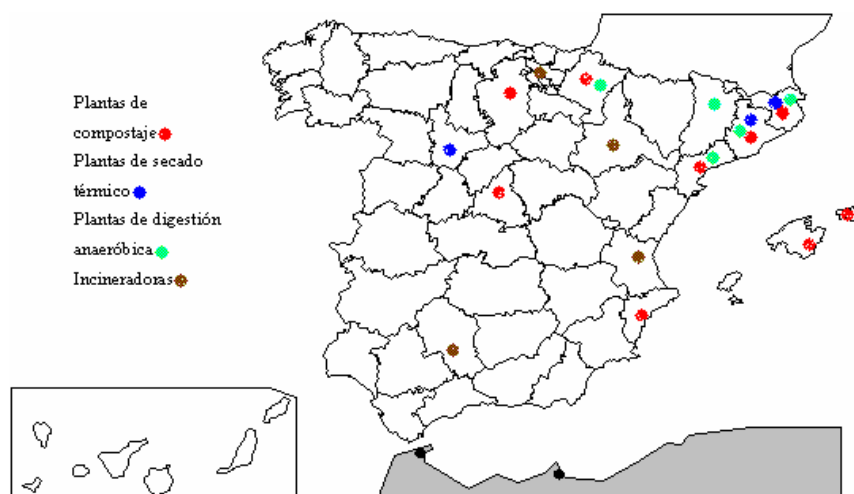 Plantas de
compostaje
Plantas de secado
térmico
Plantas de digestión
anaeróbica
Incineradoras